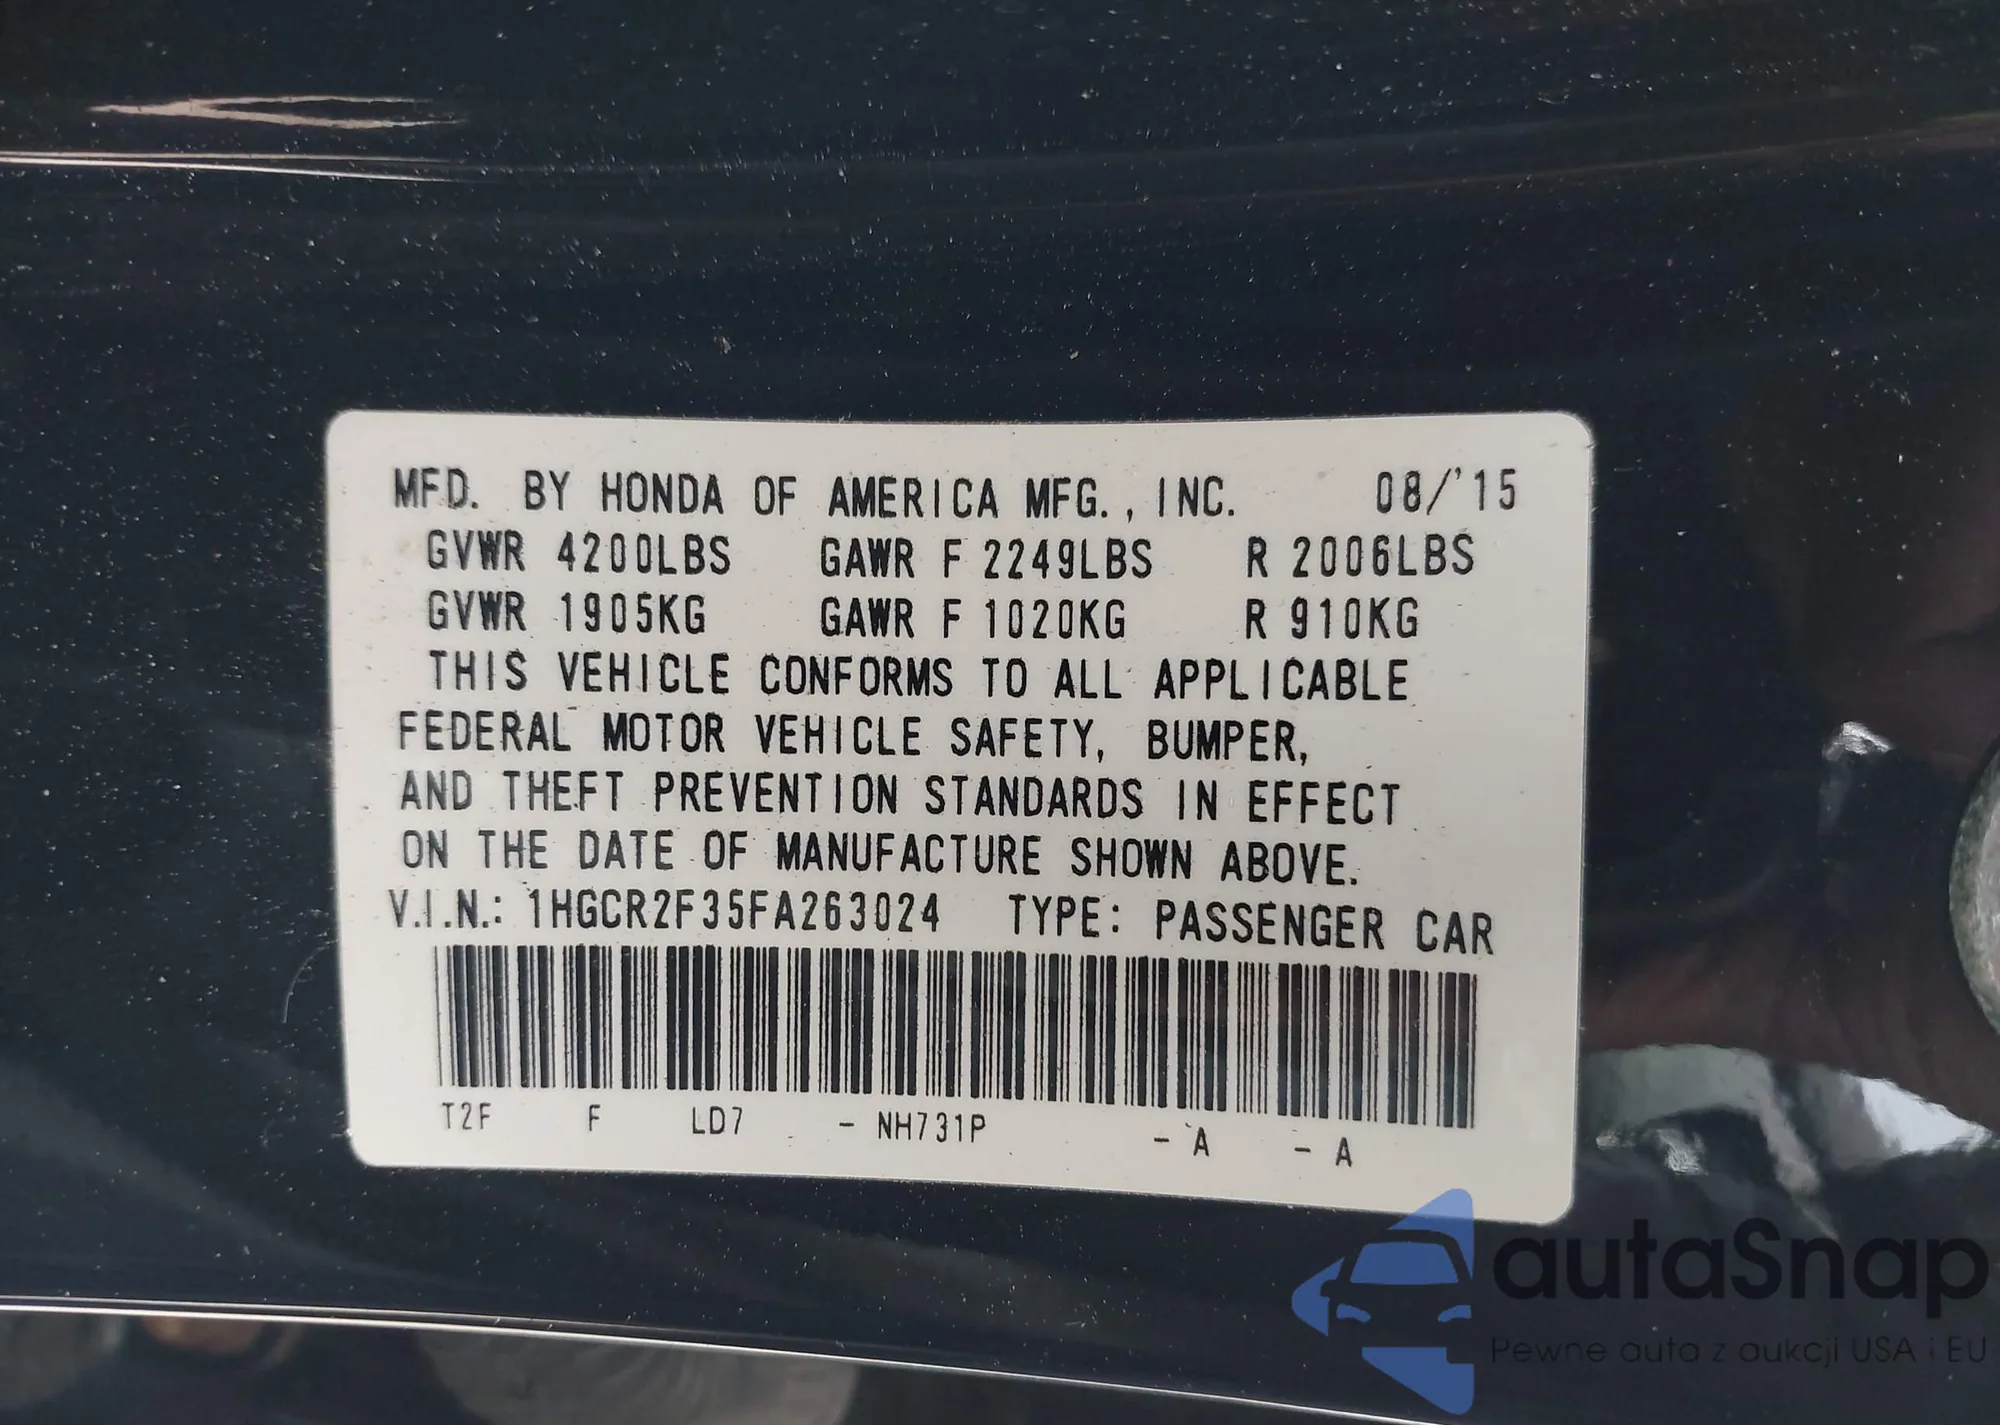 MFD. BY HONDA OF AMERICA MFG., INC. 08/'15
GVWR 4200LBS GAWR F 2249LBS R 2006LBS
GVWR 1905KG GAWR F 1020KG R 910KG
THIS VEHICLE CONFORMS TO ALL APPLICABLE
FEDERAL MOTOR VEHICLE SAFETY, BUMPER,
AND THEFT PREVENTION STANDARDS IN EFFECT
ON THE DATE OF MANUFACTURE SHOWN ABOVE.
V.I.N.: 1HGCR2F35FA263024 TYPE: PASSENGER CAR
T2F F LD7 - NH731P - A - A
autaSnap
Pewne auta z aukcji USA i EU